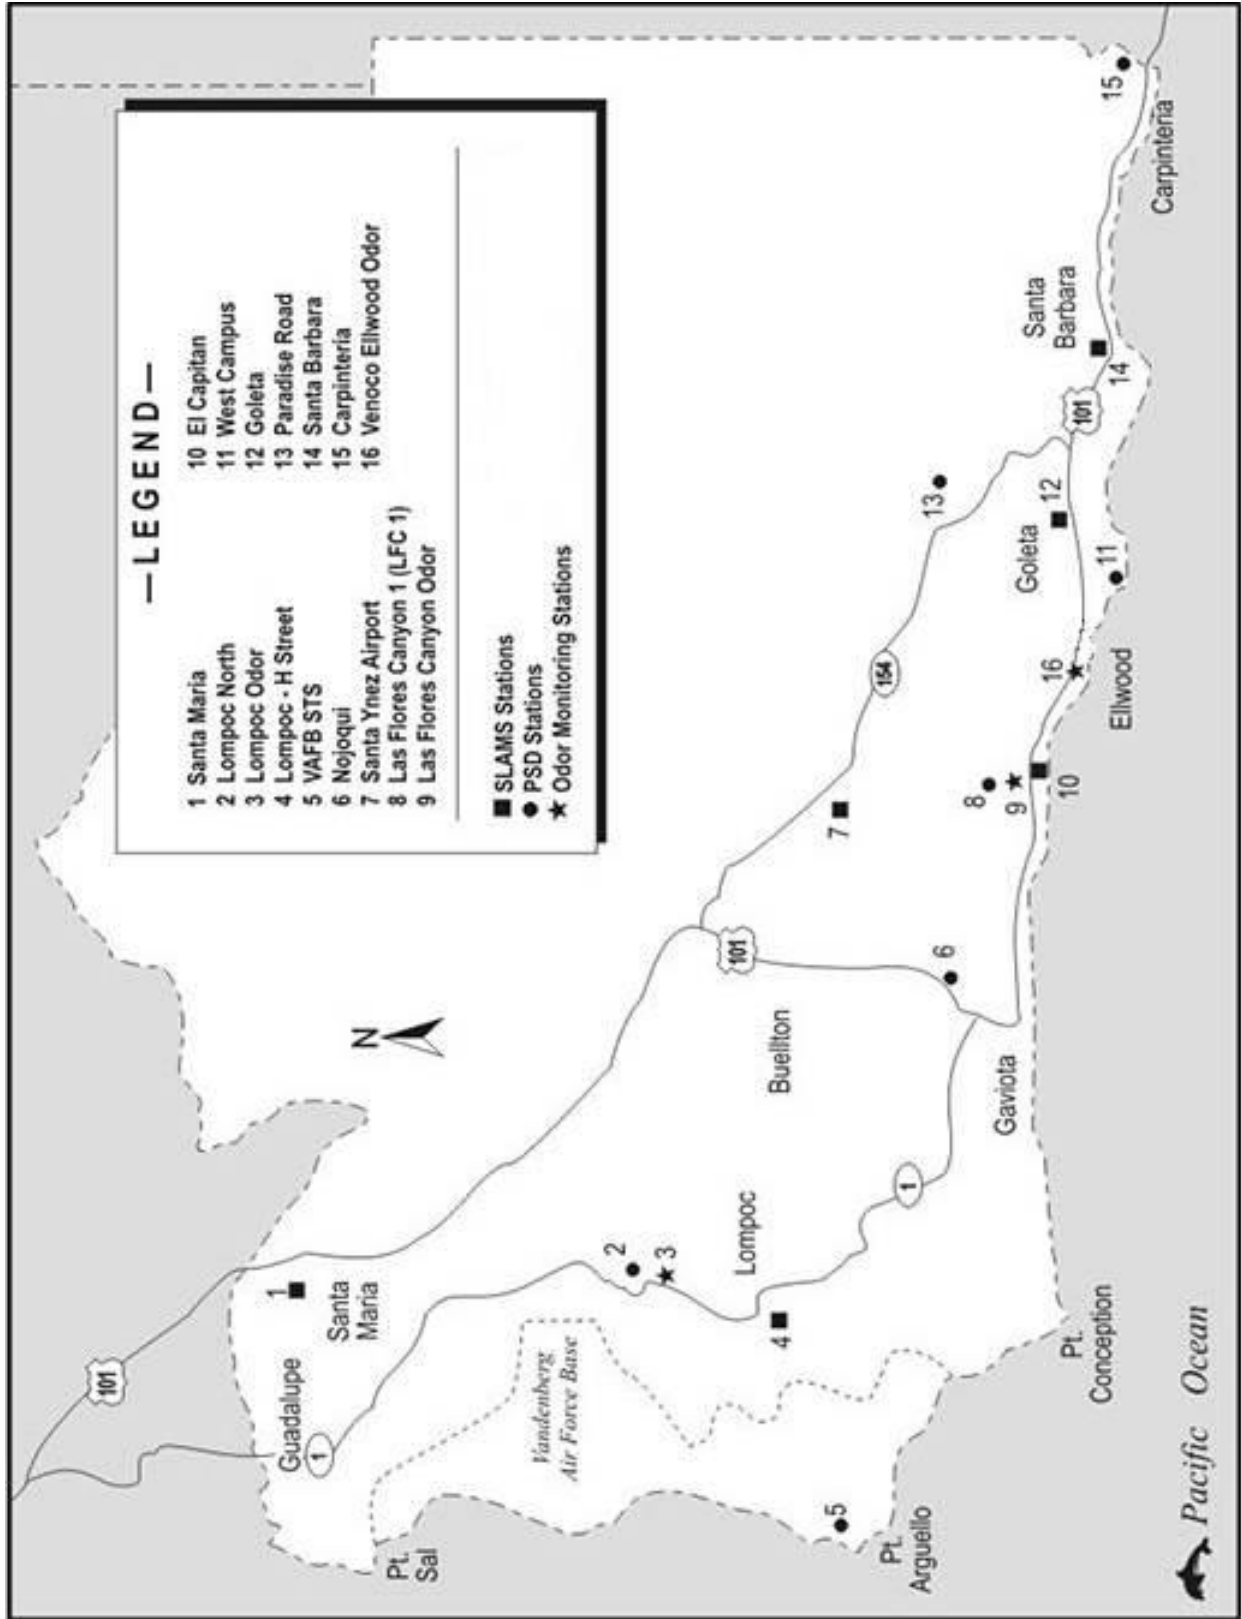 —LEGEND—
1 Santa Maria
2 Lompoc North
3 Lompoc Odor
4 Lompoc - H Street
5 VAFB STS
6 Nojoqui
7 Santa Ynez Airport
8 Las Flores Canyon 1 (LFC 1)
9 Las Flores Canyon Odor
10 El Capitan
11 West Campus
12 Goleta
13 Paradise Road
14 Santa Barbara
15 Carpinteria
16 Venoco Ellwood Odor
SLAMS Stations
PSD Stations
Odor Monitoring Stations
101
Guadalupe
1
1
Santa
Maria
N
Pt.
Sal
Vandenberg
Air Force Base
2
3
Lompoc
4
Buellton
101
154
7
13
5
Pt.
Arguello
1
6
Gaviota
8
9
10
16
Goleta
12
101
Santa
Barbara
14
15
Carpinteria
11
Ellwood
Pt.
Conception
Pacific Ocean